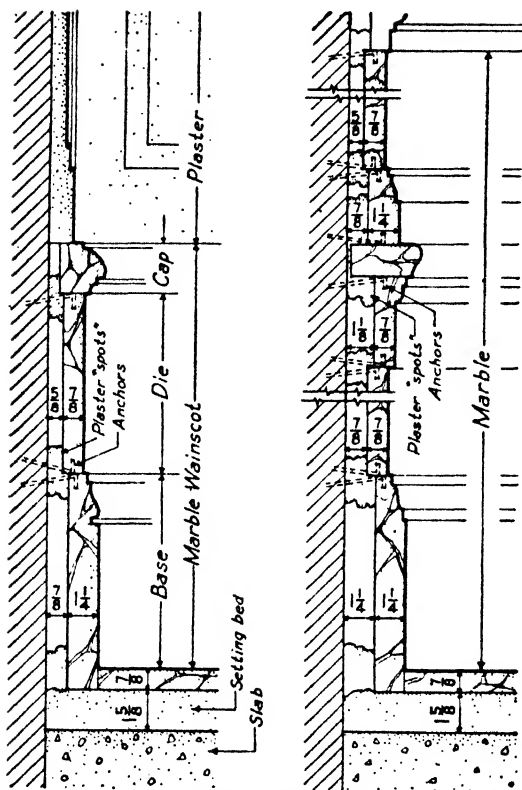 Plaster
Cap
Die
Base
Marble Wainscot
5/8
7/8
Plaster "spots"
Anchors
7/8
1 1/4
7/8
1 5/8
Setting bed
Slab
5/8
7/8
7/8
1 1/4
1 1/8
7/8
Plaster "spots"
Anchors
7/8
7/8
1 1/4
1 1/4
Marble
7/8
1 5/8